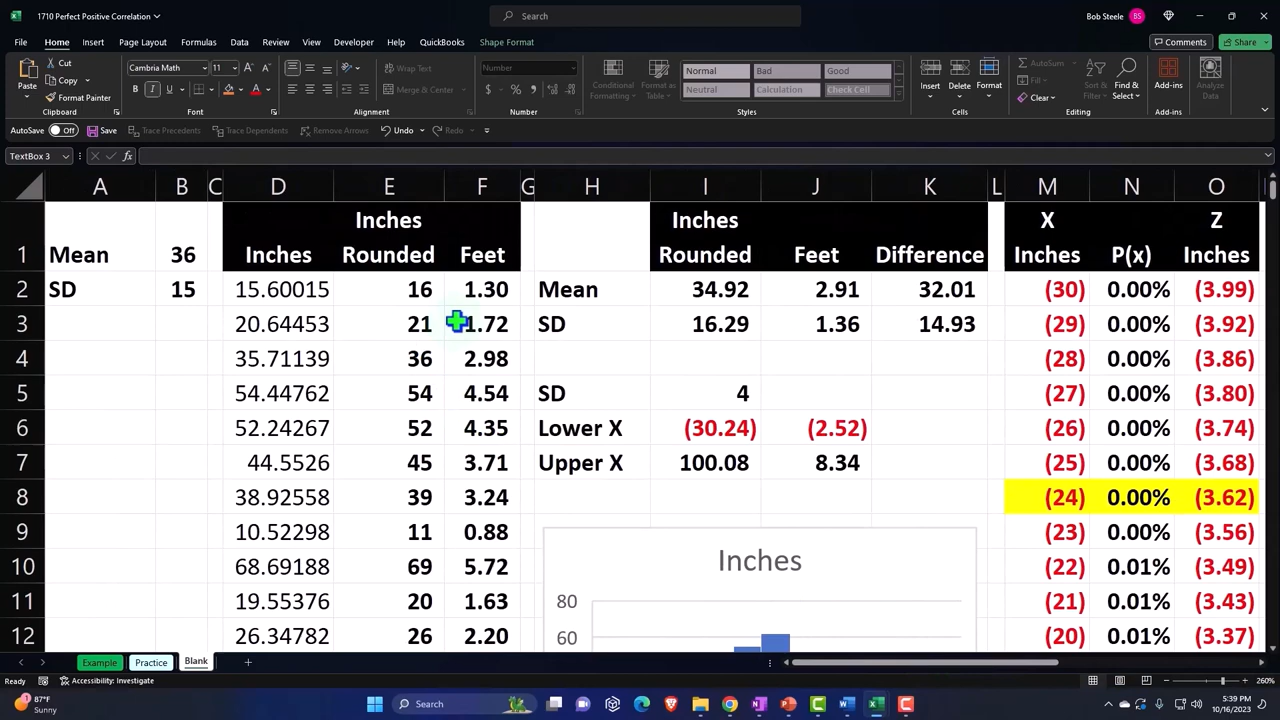 1710 Perfect Positive Correlation
Search
Bob Steele
BS
File
Home
Insert
Page Layout
Formulas
Data
Review
View
Developer
Help
QuickBooks
Shape Format
Comments
Share
Paste
Cut
Copy
Format Painter
Clipboard
Cambria Math
11
Font
Wrap Text
Merge & Center
Alignment
Number
Number
Conditional Formatting
Format as Table
Normal
Bad
Good
Neutral
Calculation
Check Cell
Styles
Insert
Delete
Format
Cells
AutoSum
Fill
Clear
Sort & Filter
Find & Select
Editing
Add-ins
Add-ins
Analyze Data
AutoSave Off
Save
Trace Precedents
Trace Dependents
Remove Arrows
Undo
Redo
TextBox 3
fx
A B C D E F G H I J K L M N O
1 Mean 36 Inches Inches Rounded Feet Inches Rounded Feet Difference X Inches P(x) Z Inches
2 SD 15 15.60015 16 1.30 Mean 34.92 2.91 32.01 (30) 0.00% (3.99)
3 20.64453 21 1.72 SD 16.29 1.36 14.93 (29) 0.00% (3.92)
4 35.71139 36 2.98 (28) 0.00% (3.86)
5 54.44762 54 4.54 SD 4 (27) 0.00% (3.80)
6 52.24267 52 4.35 Lower X (30.24) (2.52) (26) 0.00% (3.74)
7 44.5526 45 3.71 Upper X 100.08 8.34 (25) 0.00% (3.68)
8 38.92558 39 3.24 (24) 0.00% (3.62)
9 10.52298 11 0.88 (23) 0.00% (3.56)
10 68.69188 69 5.72 (22) 0.01% (3.49)
11 19.55376 20 1.63 (21) 0.01% (3.43)
12 26.34782 26 2.20 (20) 0.01% (3.37)
Inches
80
60
Example
Practice
Blank
Ready
Accessibility: Investigate
260%
87°F
Sunny
Search
5:39 PM
10/16/2023